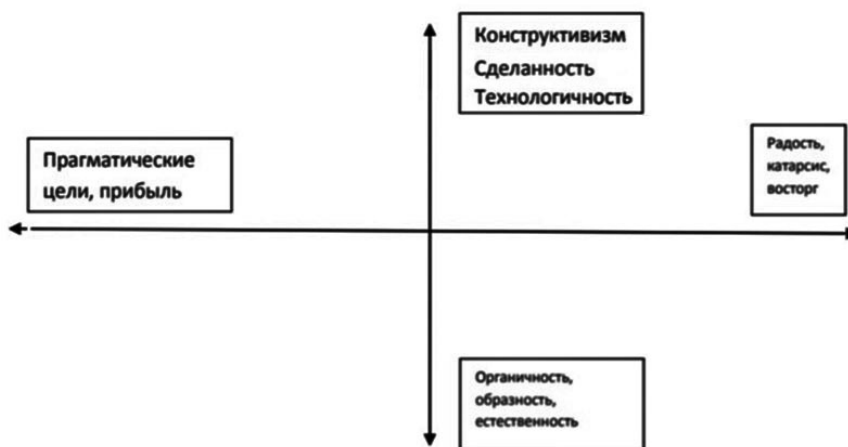 Конструктивизм
Сделанность
Технологичность
Прагматические
цели, прибыль
Радость,
катарсис,
восторг
Органичность,
образность,
естественность